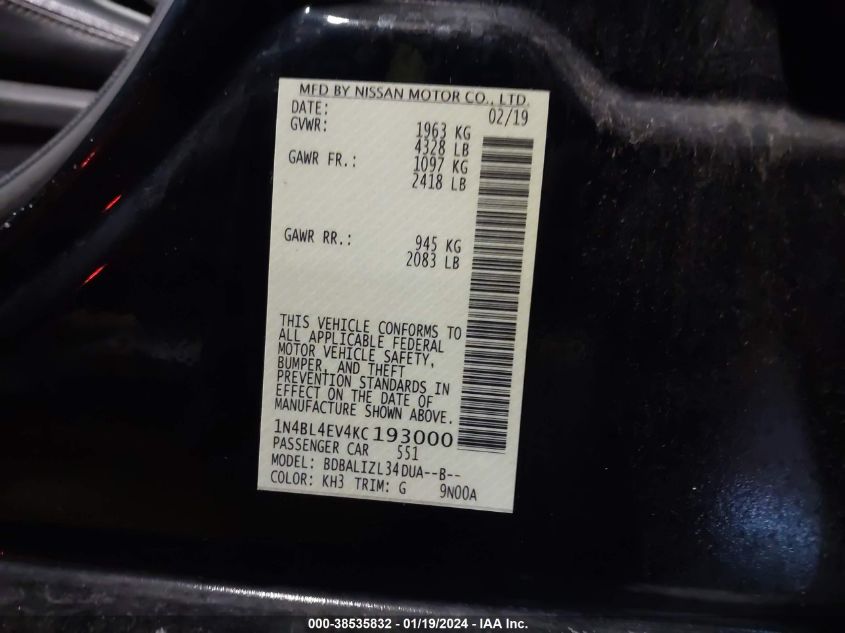 MFD BY NISSAN MOTOR CO., LTD.
DATE: 02/19
GVWR: 1963 KG
4328 LB
GAWR FR.: 1097 KG
2418 LB
GAWR RR.: 945 KG
2083 LB
THIS VEHICLE CONFORMS TO
ALL APPLICABLE FEDERAL
MOTOR VEHICLE SAFETY,
BUMPER, AND THEFT
PREVENTION STANDARDS IN
EFFECT ON THE DATE OF
MANUFACTURE SHOWN ABOVE.
1N4BL4EV4KC193000
PASSENGER CAR 551
MODEL: BDBALIZL34DUA--B--
COLOR: KH3 TRIM: G 9N00A
000-38535832 - 01/19/2024 - IAA Inc.